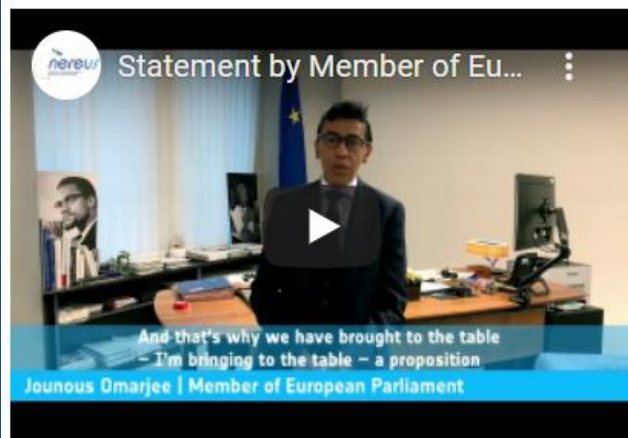 nereus
Statement by Member of Eu...
And that's why we have brought to the table
– I'm bringing to the table – a proposition
Jounous Omarjee | Member of European Parliament